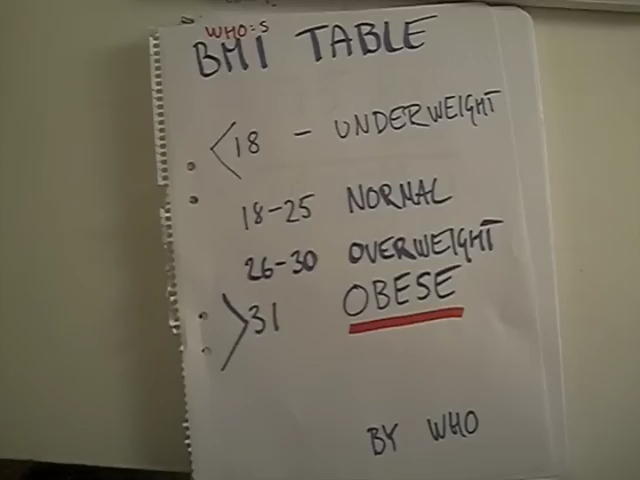 WHO:S
BMI TABLE
<18 - UNDERWEIGHT
18-25 NORMAL
26-30 OVERWEIGHT
>31 OBESE
BY WHO